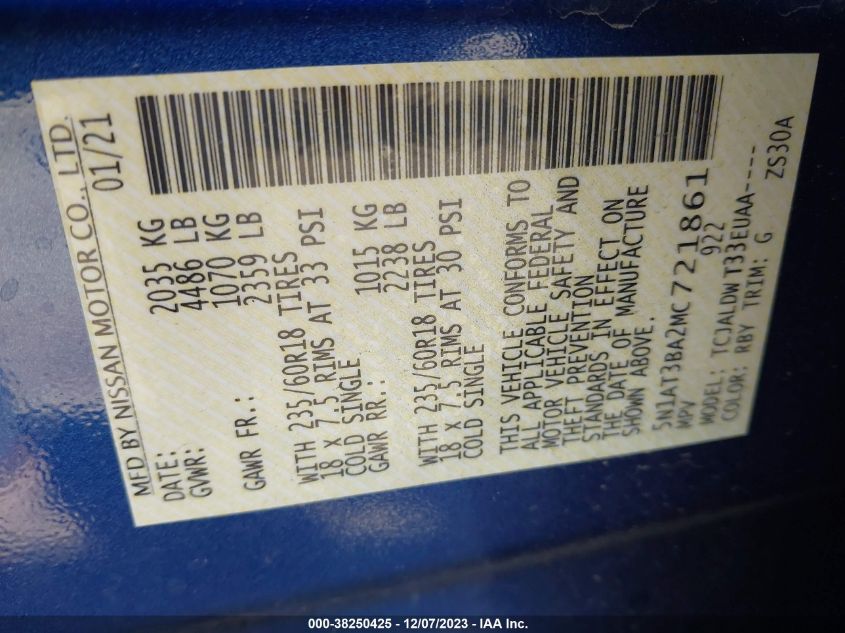 MFD BY NISSAN MOTOR CO., LTD.
DATE: 01/21
GVWR: 2035 KG
4486 LB
GAWR FR.: 1070 KG
2359 LB
WITH 235/60R18 TIRES
18 X 7.5 RIMS AT 33 PSI
COLD SINGLE
GAWR RR.: 1015 KG
2238 LB
WITH 235/60R18 TIRES
18 X 7.5 RIMS AT 30 PSI
COLD SINGLE
THIS VEHICLE CONFORMS TO
ALL APPLICABLE FEDERAL
MOTOR VEHICLE SAFETY AND
THEFT PREVENTION
STANDARDS IN EFFECT ON
THE DATE OF MANUFACTURE
SHOWN ABOVE.
5N1AT3BA2MC721861
MPV 922
MODEL: TCJALDWT33EUAA----
COLOR: RBY TRIM: G ZS30A
000-38250425 - 12/07/2023 - IAA Inc.